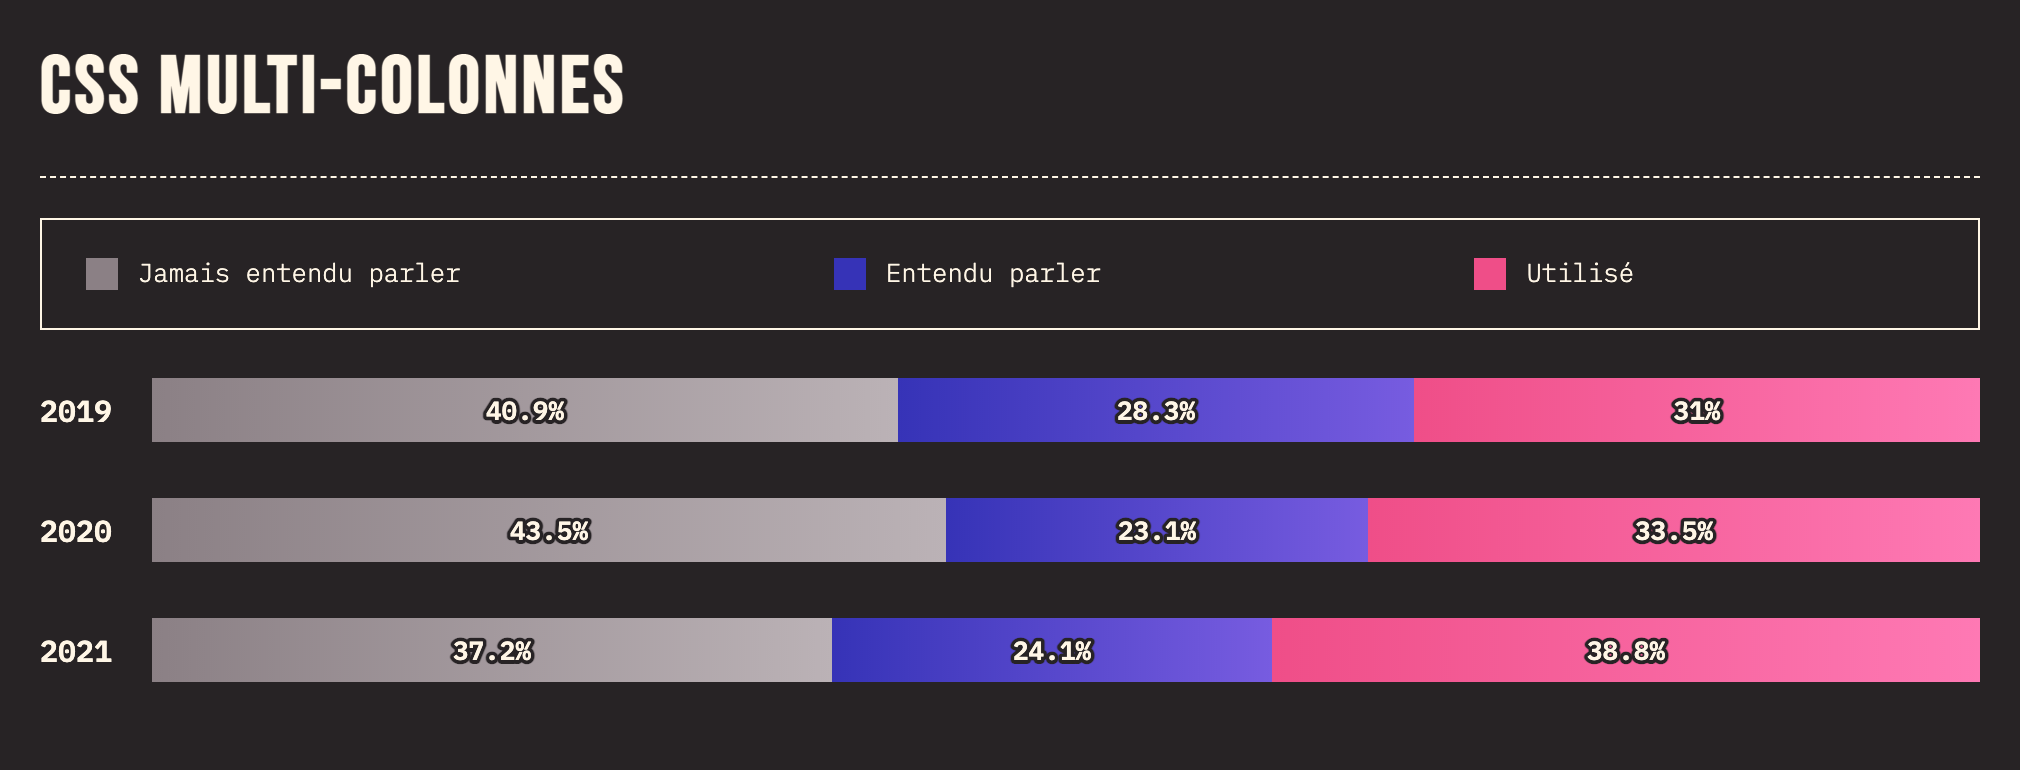 CSS MULTI-COLONNES
Jamais entendu parler
Entendu parler
Utilisé
2019 40.9% 28.3% 31%
2020 43.5% 23.1% 33.5%
2021 37.2% 24.1% 38.8%